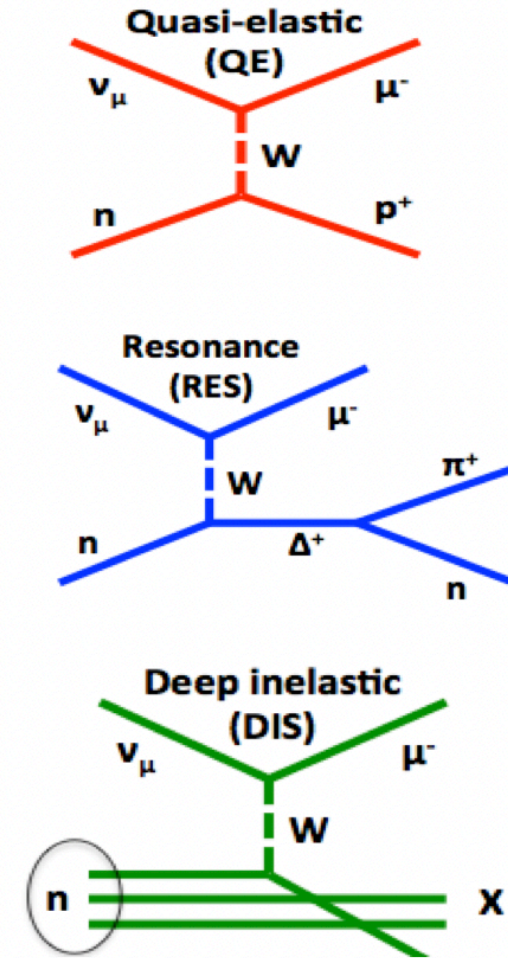 Quasi-elastic
(QE)
νμ
μ-
W
n
p+
Resonance
(RES)
νμ
μ-
π+
W
n
Δ+
n
Deep inelastic
(DIS)
νμ
μ-
W
n
X